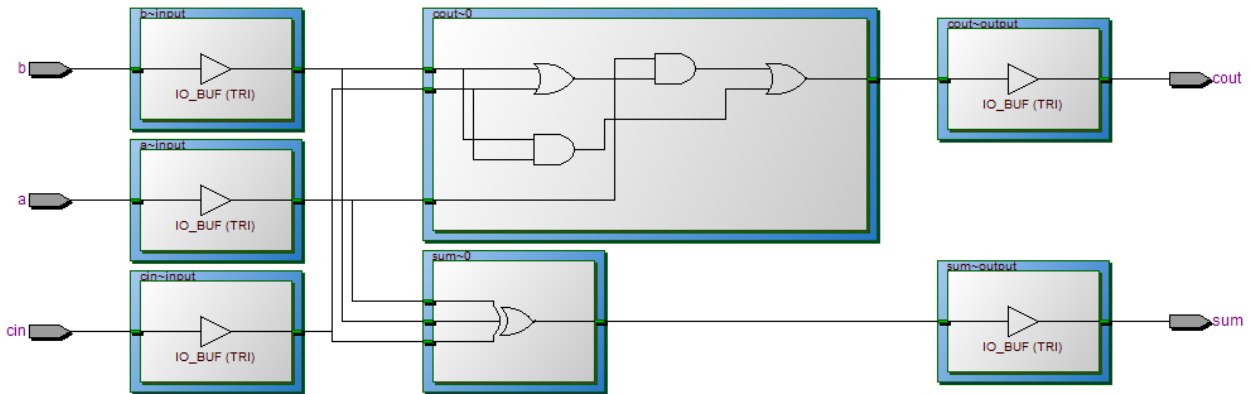 b~input
cout~0
cout~output
b
cout
IO_BUF (TRI)
IO_BUF (TRI)
a~input
a
IO_BUF (TRI)
cin~input
sum~0
sum~output
cin
sum
IO_BUF (TRI)
IO_BUF (TRI)